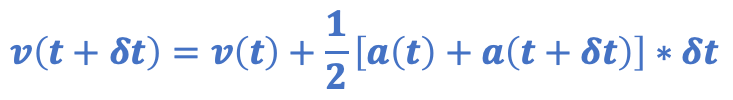 v(t + δt) = v(t) + 1/2 [a(t) + a(t + δt)] * δt